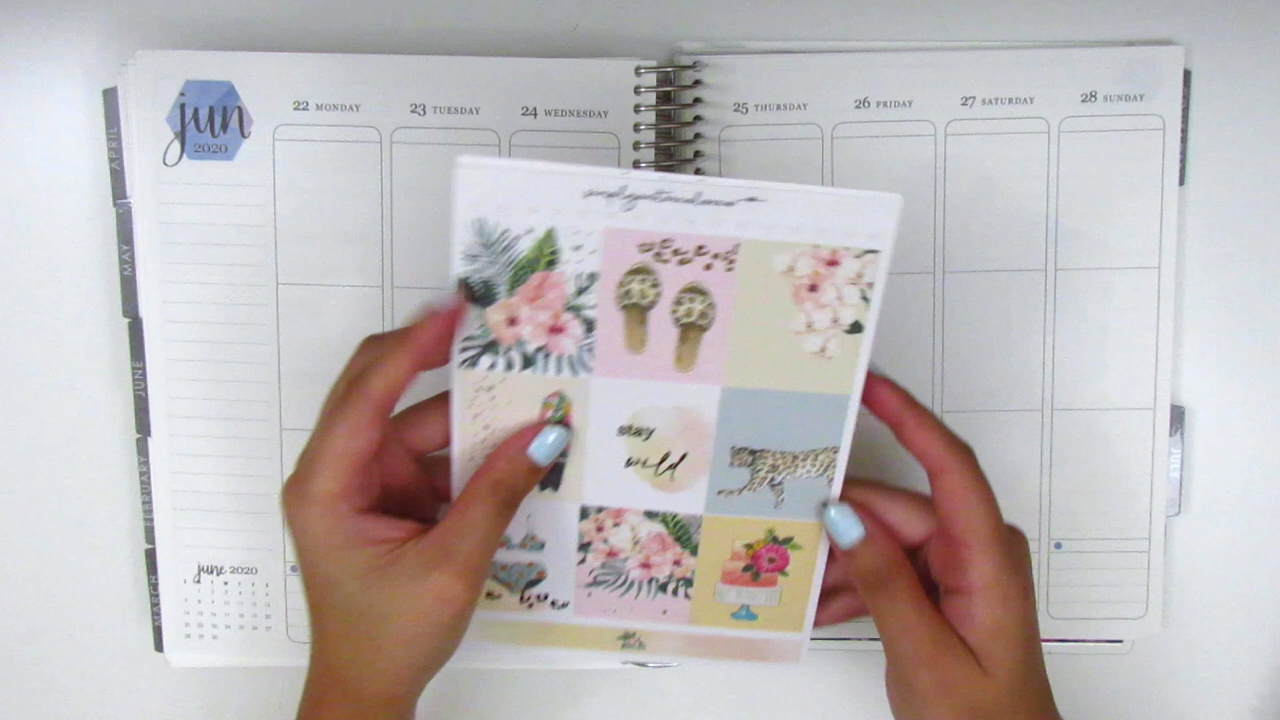 jun
2020
22 MONDAY
23 TUESDAY
24 WEDNESDAY
25 THURSDAY
26 FRIDAY
27 SATURDAY
28 SUNDAY
APRIL
MAY
JUNE
FEBRUARY
MARCH
stay
wild
june 2020